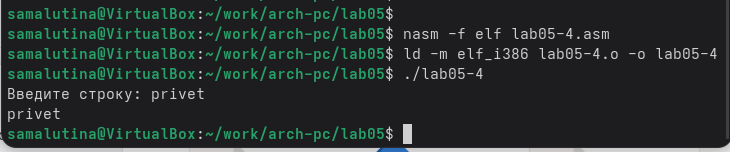 samalutina@VirtualBox:~/work/arch-pc/lab05$
samalutina@VirtualBox:~/work/arch-pc/lab05$ nasm -f elf lab05-4.asm
samalutina@VirtualBox:~/work/arch-pc/lab05$ ld -m elf_i386 lab05-4.o -o lab05-4
samalutina@VirtualBox:~/work/arch-pc/lab05$ ./lab05-4
Введите строку: privet
privet
samalutina@VirtualBox:~/work/arch-pc/lab05$